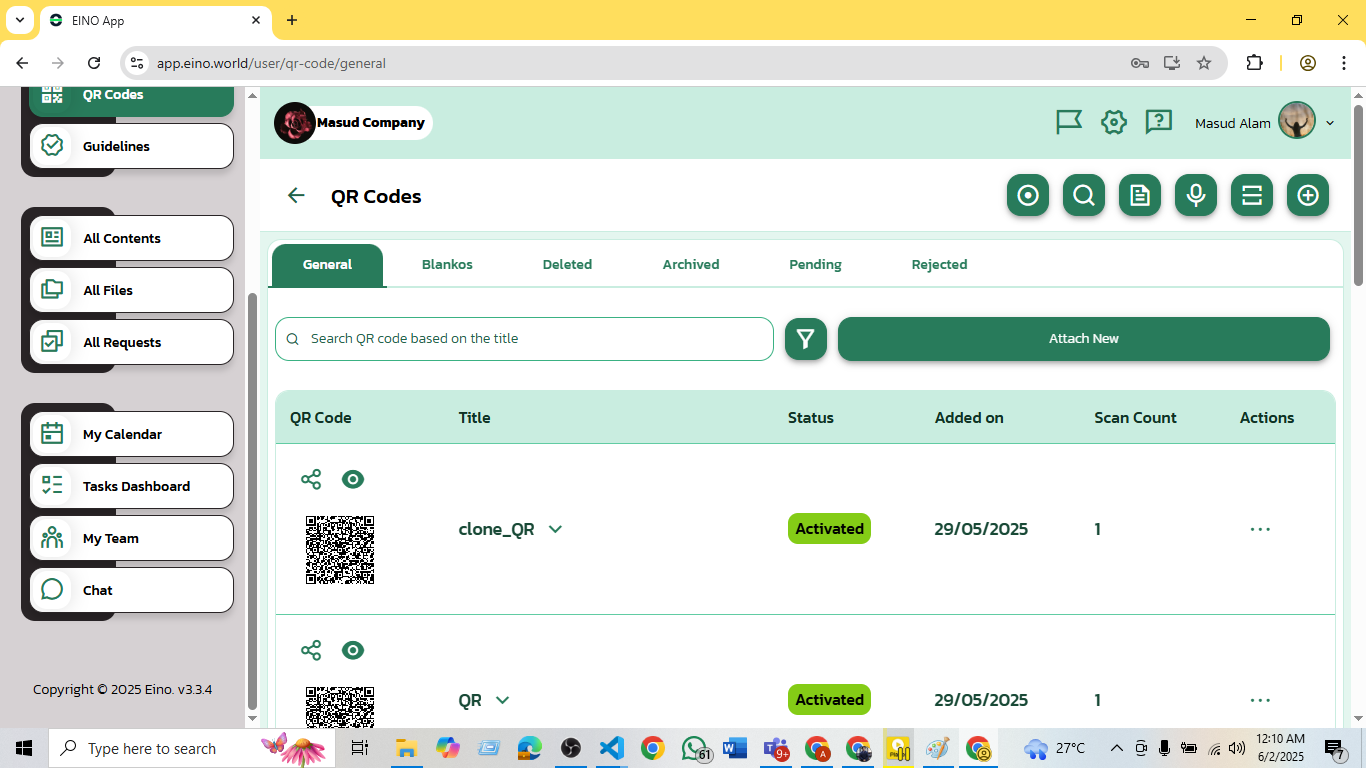 EINO App
app.eino.world/user/qr-code/general
QR Codes
Guidelines
All Contents
All Files
All Requests
My Calendar
Tasks Dashboard
My Team
Chat
Copyright © 2025 Eino. v3.3.4
Masud Company
Masud Alam
QR Codes
General Blankos Deleted Archived Pending Rejected
Search QR code based on the title
Attach New
QR Code Title Status Added on Scan Count Actions
clone_QR Activated 29/05/2025 1 ...
QR Activated 29/05/2025 1 ...
Type here to search
61
9+
A
27°C
12:10 AM
6/2/2025
7